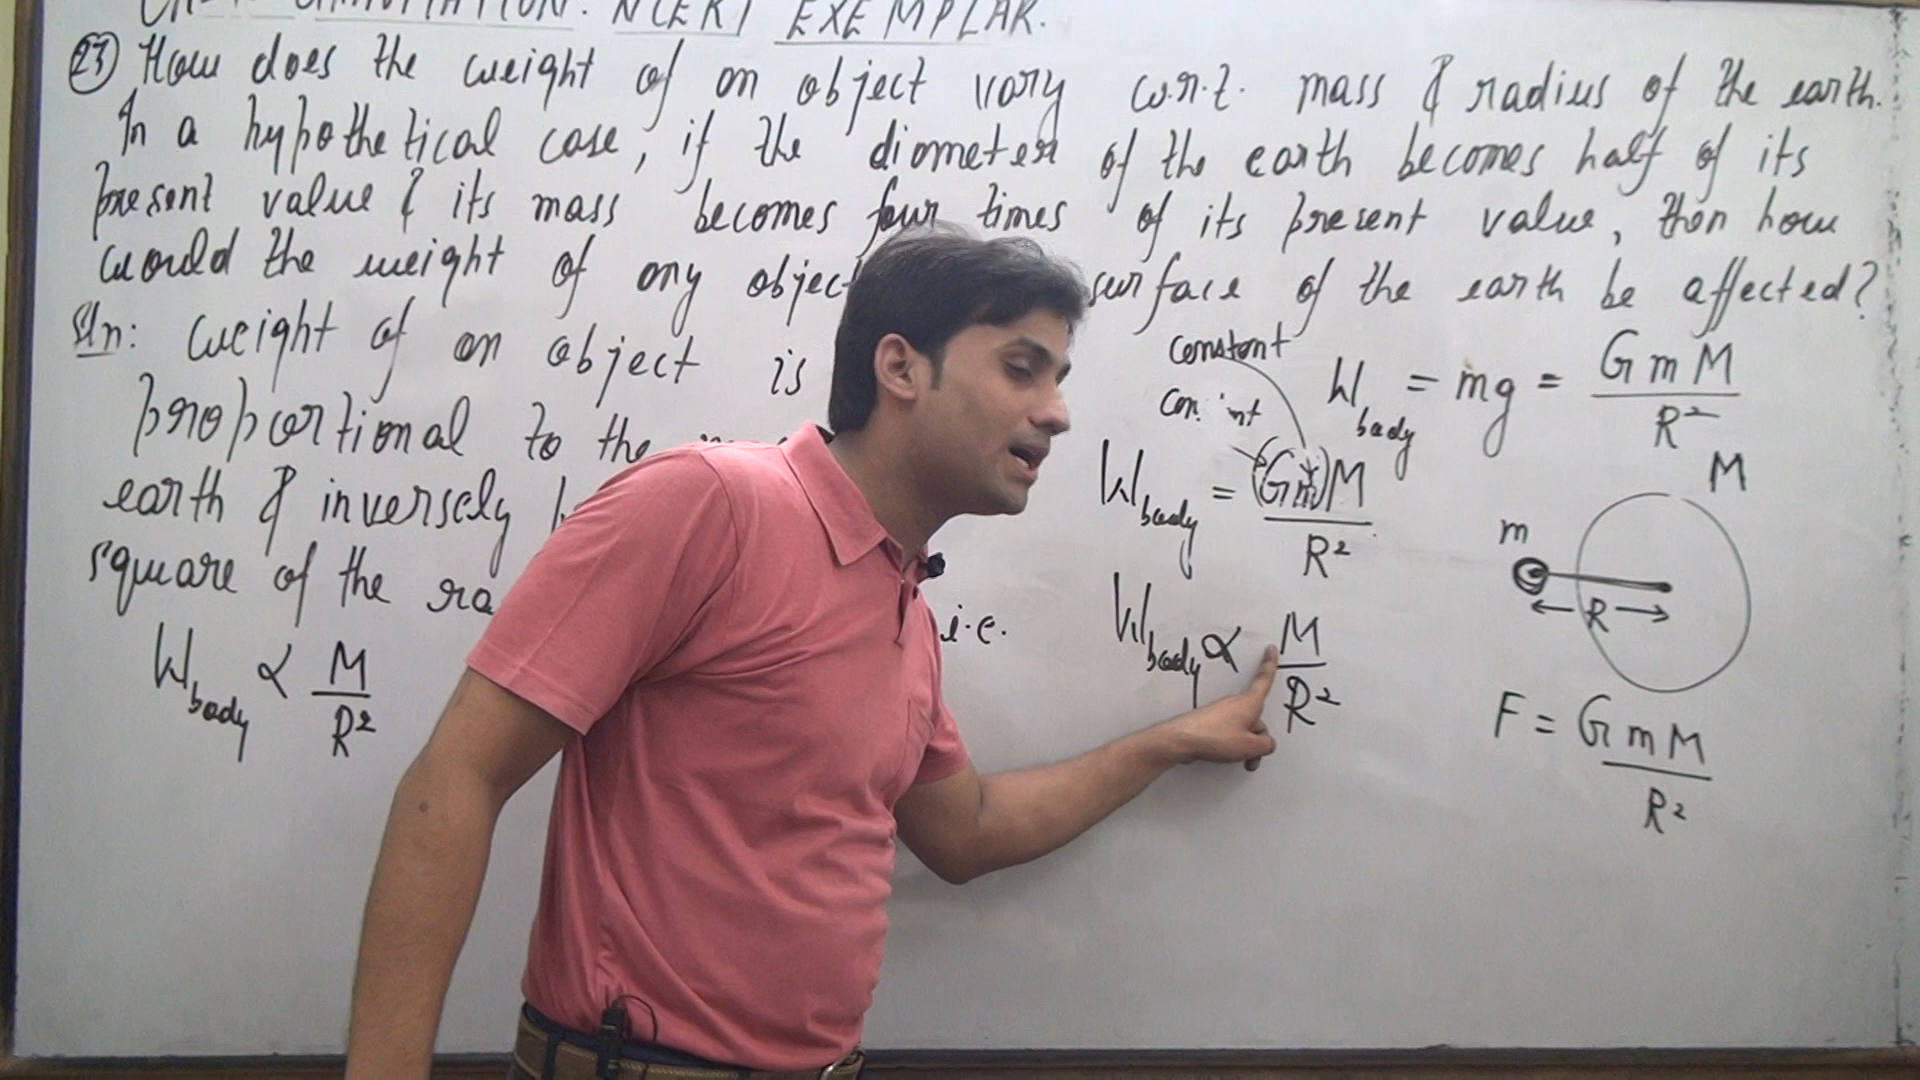 GRAVITATION. NCERT EXEMPLAR.
27 How does the weight of an object vary w.r.t. mass & radius of the earth.
In a hypothetical case, if the diameter of the earth becomes half of its
present value & its mass becomes four times of its present value, then how
would the weight of any object surface of the earth be affected?
Sln: Weight of an object is
proportional to the
earth & inversely
square of the ra i.e.
W body ∝ M / R²
constant
W body = mg = G m M / R²
W body = (Gm)M / R²
W body ∝ M / R²
M
m
R
F = G m M / R²